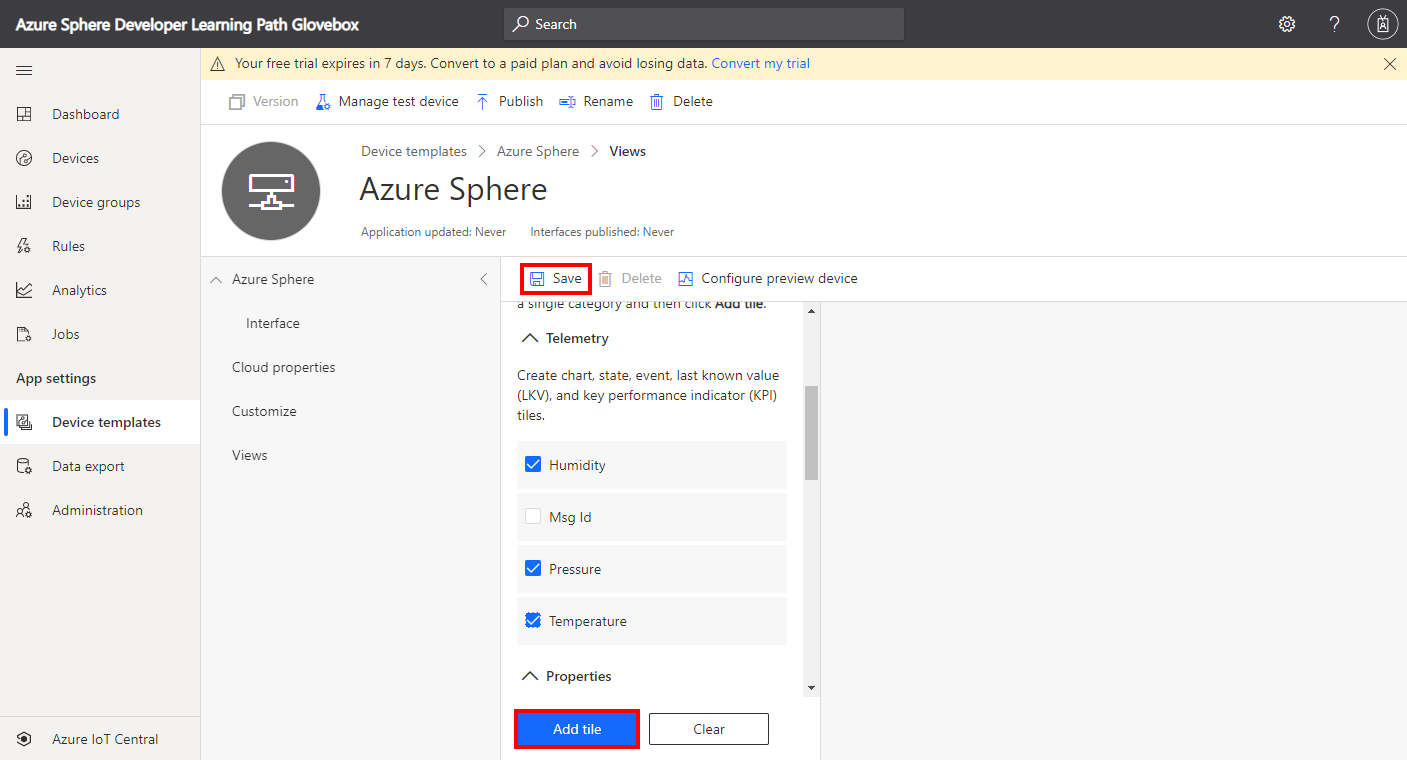 Azure Sphere Developer Learning Path Glovebox
Search
?
Your free trial expires in 7 days. Convert to a paid plan and avoid losing data. Convert my trial
Version
Manage test device
Publish
Rename
Delete
Dashboard
Devices
Device groups
Rules
Analytics
Jobs
App settings
Device templates
Data export
Administration
Azure IoT Central
Device templates > Azure Sphere > Views
Azure Sphere
Application updated: Never
Interfaces published: Never
Azure Sphere
Interface
Cloud properties
Customize
Views
Save
Delete
Configure preview device
a single category and then click Add tile.
Telemetry
Create chart, state, event, last known value
(LKV), and key performance indicator (KPI)
tiles.
Humidity
Msg Id
Pressure
Temperature
Properties
Add tile
Clear